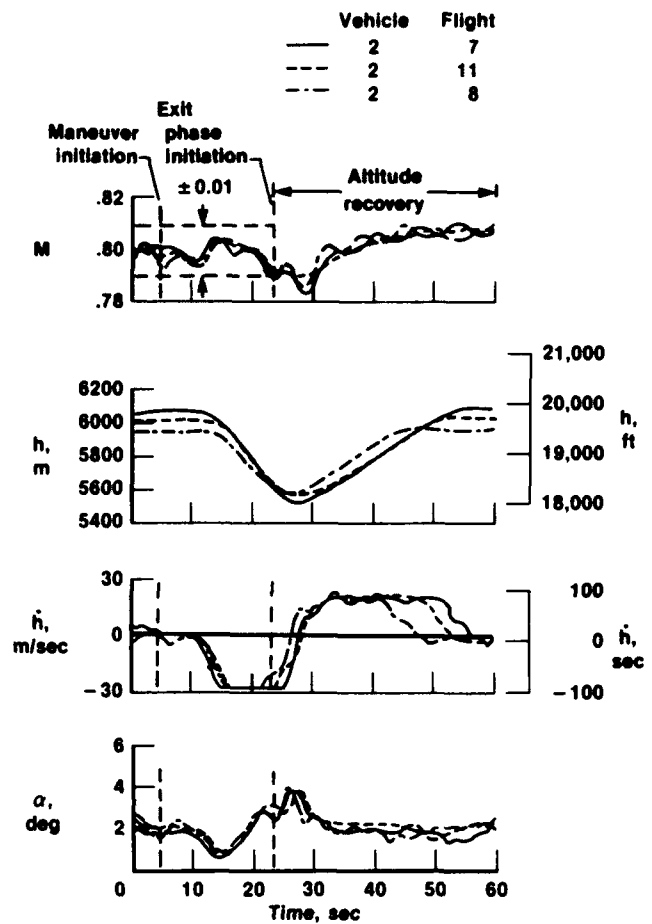 Vehicle Flight
2 7
2 11
2 8
Maneuver initiation
Exit phase initiation
± 0.01
Altitude recovery
.82
M .80
.78
6200
6000
h, m 5800
5600
5400
21,000
20,000
h, ft
19,000
18,000
30
ḣ, m/sec 0
−30
100
0 ḣ, sec
−100
6
α, deg 4
2
0 10 20 30 40 50 60
Time, sec